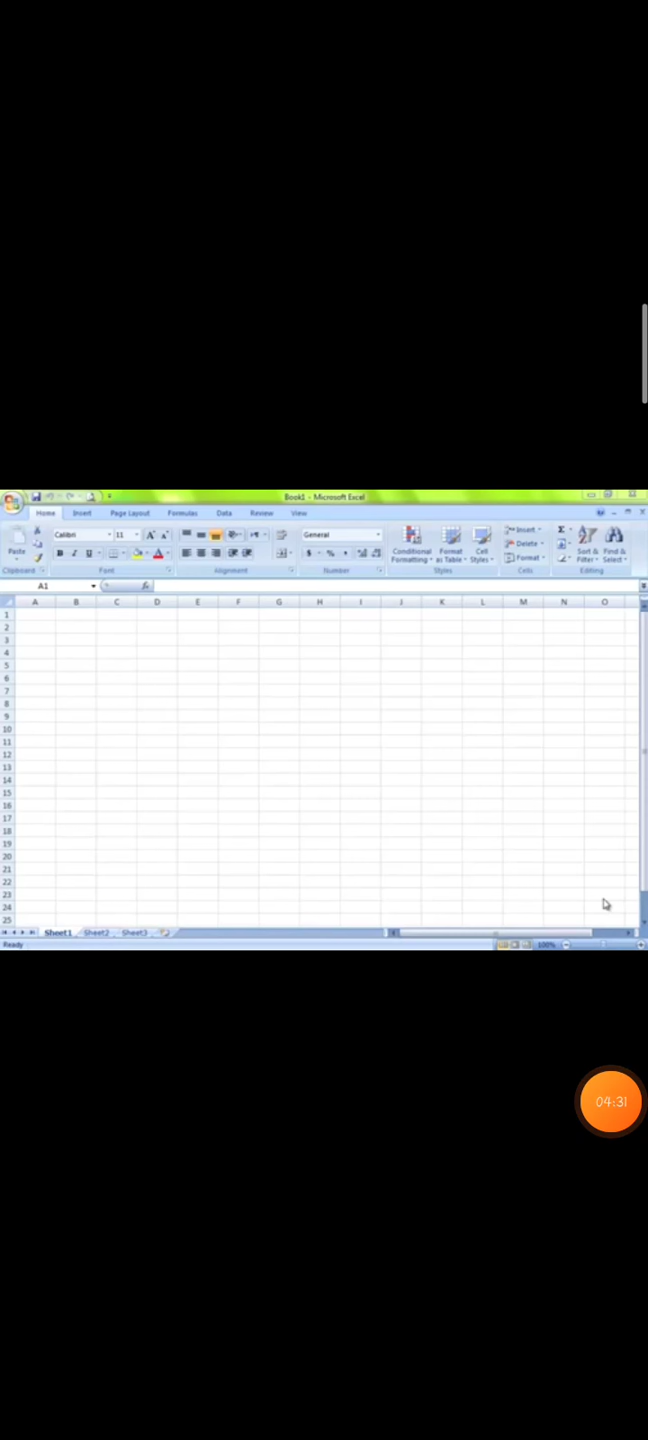 Book1 - Microsoft Excel
Home Insert Page Layout Formulas Data Review View
Paste Calibri 11 A A General Conditional Formatting Format as Table Cell Styles Insert Delete Format Σ Sort & Filter Find & Select
B I U A $ % ,
Clipboard Font Alignment Number Styles Cells Editing
A1 fx
A B C D E F G H I J K L M N O
1
2
3
4
5
6
7
8
9
10
11
12
13
14
15
16
17
18
19
20
21
22
23
24
25
Sheet1 Sheet2 Sheet3
Ready 100%
04:31